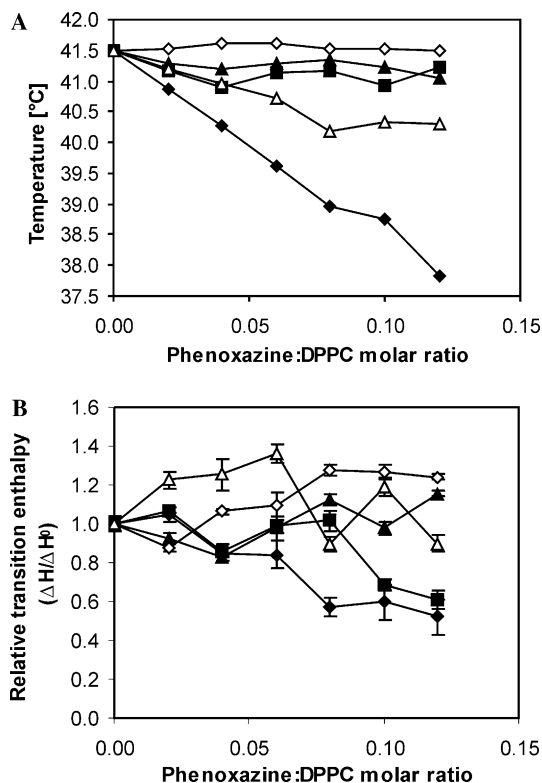 A
42.0
41.5
41.0
40.5
40.0
39.5
39.0
38.5
38.0
37.5
Temperature [°C]
0.00 0.05 0.10 0.15
Phenoxazine:DPPC molar ratio
B
1.6
1.4
1.2
1.0
0.8
0.6
0.4
0.2
0.0
Relative transition enthalpy
(ΔH/ΔH⁰)
0.00 0.05 0.10 0.15
Phenoxazine:DPPC molar ratio